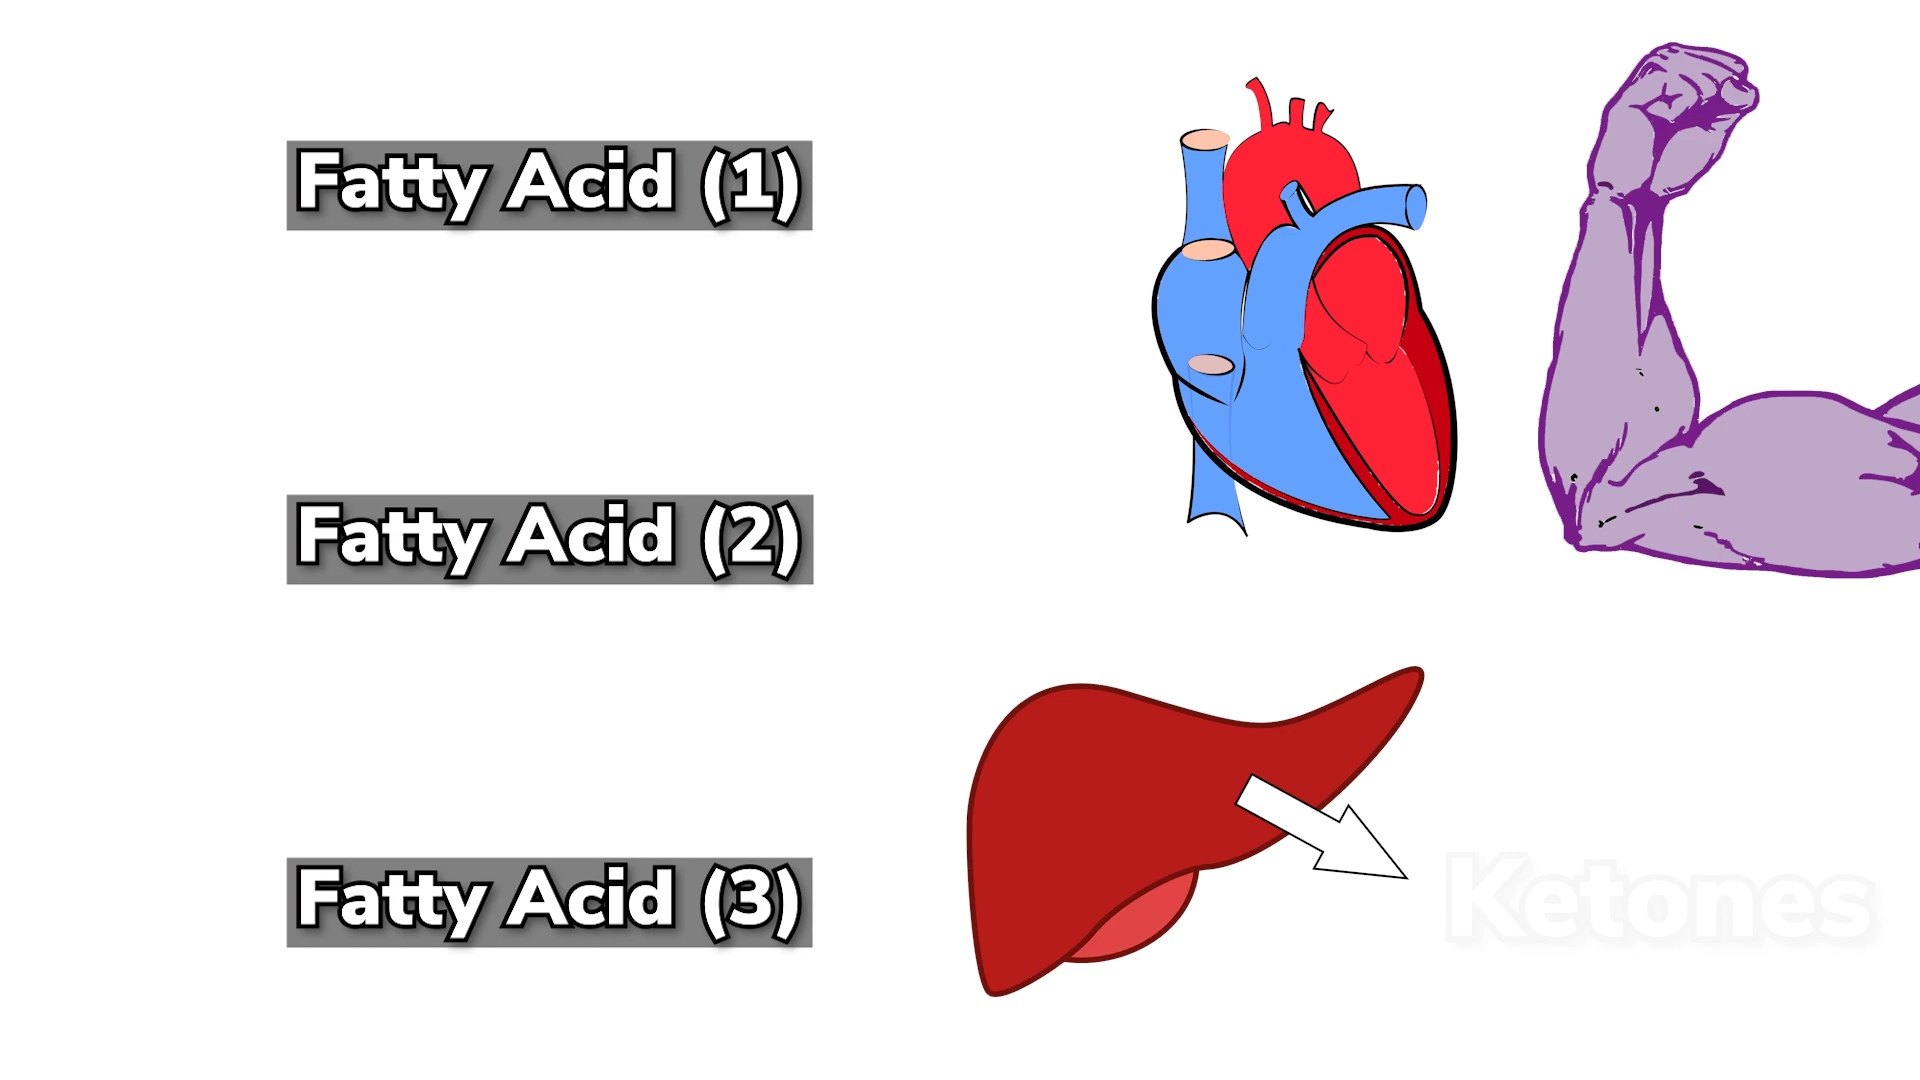 Fatty Acid (1)
Fatty Acid (2)
Fatty Acid (3)
Ketones